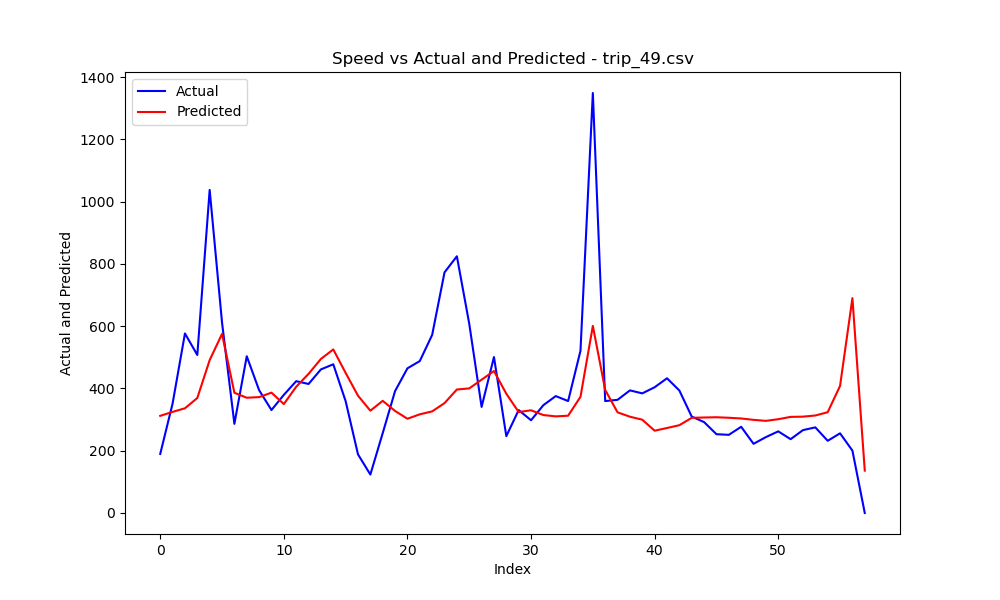 Speed vs Actual and Predicted - trip_49.csv
Actual
Predicted
Actual and Predicted
1400
1200
1000
800
600
400
200
0
0 10 20 30 40 50
Index